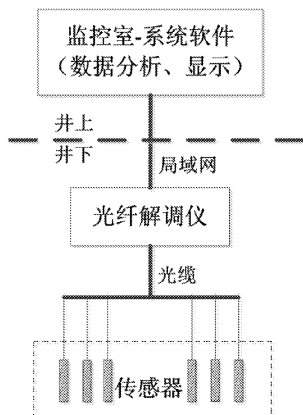 监控室-系统软件
（数据分析、显示）
井上
井下
局域网
光纤解调仪
光缆
传感器